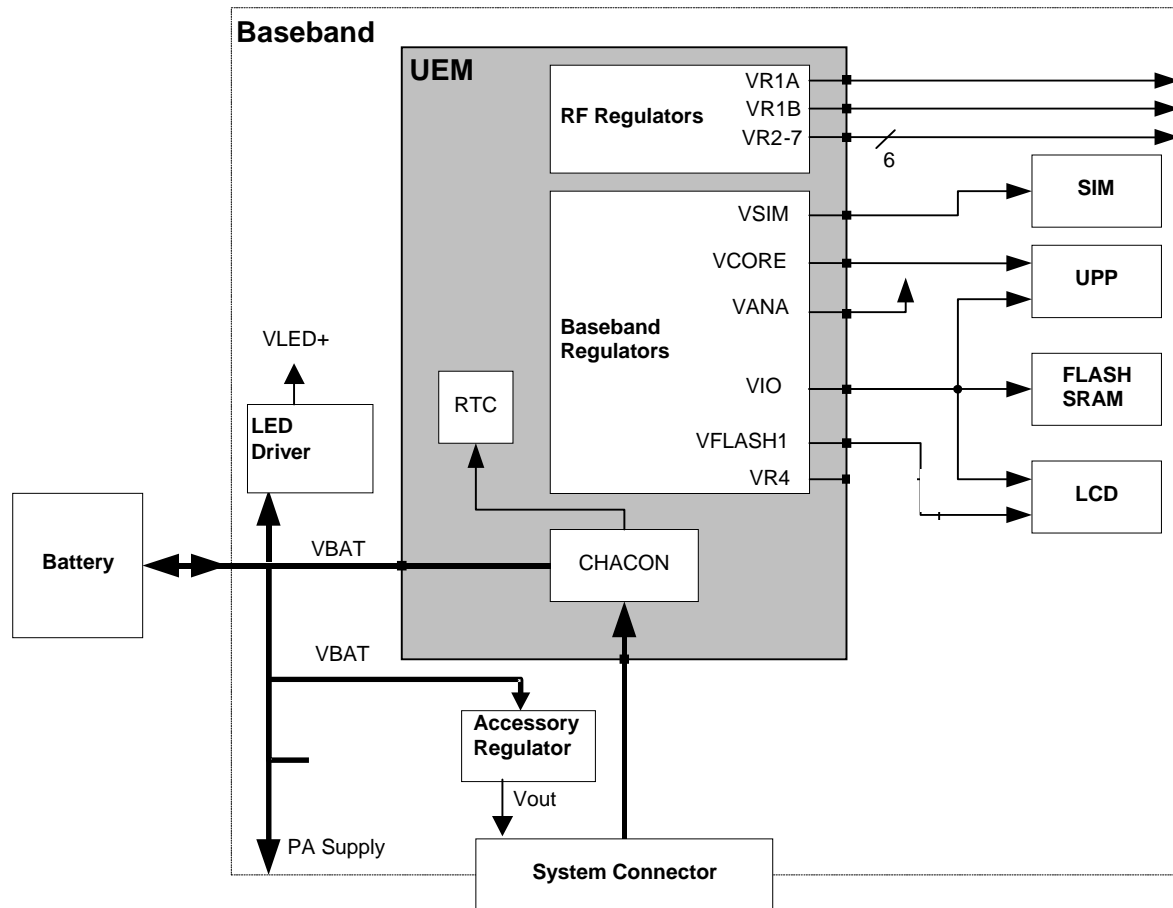 Baseband
UEM
VR1A
VR1B
RF Regulators
VR2-7
6
SIM
VSIM
VCORE
UPP
VANA
Baseband
Regulators
VLED+
VIO
FLASH
SRAM
RTC
LED
Driver
VFLASH1
VR4
LCD
Battery
VBAT
CHACON
VBAT
Accessory
Regulator
Vout
PA Supply
System Connector